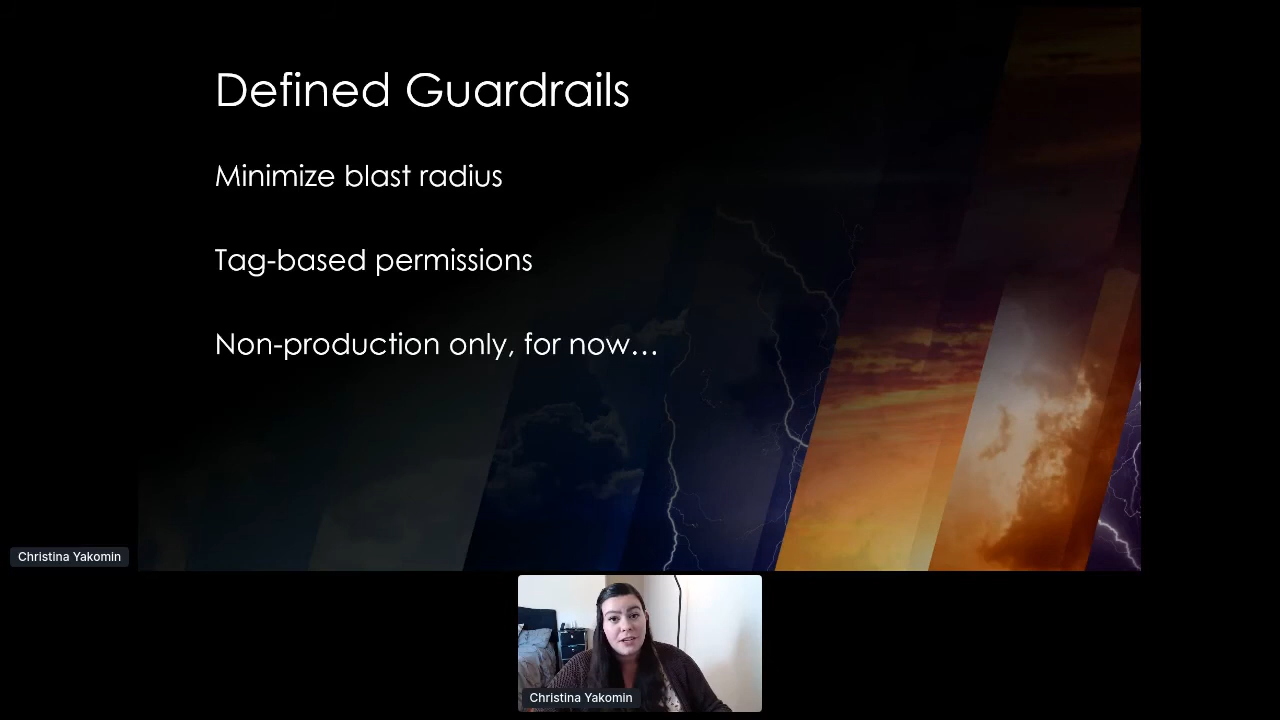 Defined Guardrails
Minimize blast radius
Tag-based permissions
Non-production only, for now…
Christina Yakomin
Christina Yakomin